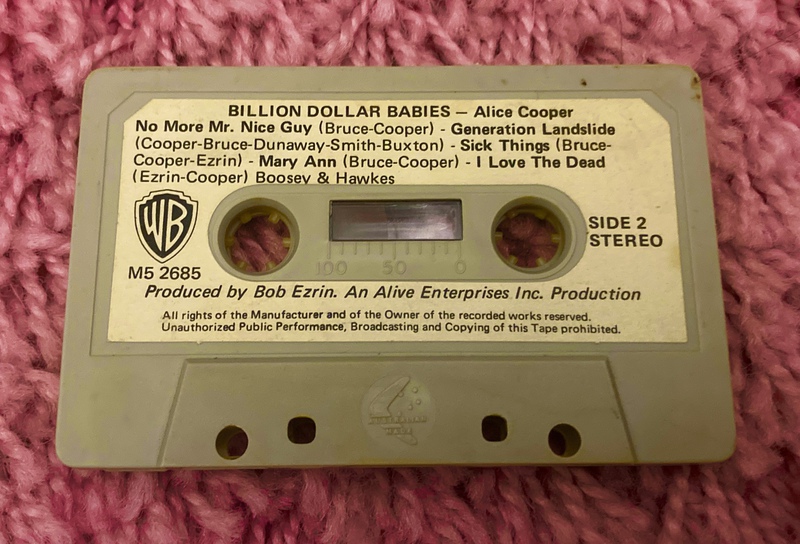 BILLION DOLLAR BABIES — Alice Cooper
No More Mr. Nice Guy (Bruce-Cooper) - Generation Landslide
(Cooper-Bruce-Dunaway-Smith-Buxton) - Sick Things (Bruce-
Cooper-Ezrin) - Mary Ann (Bruce-Cooper) - I Love The Dead
(Ezrin-Cooper) Boosey & Hawkes
WB
SIDE 2
STEREO
100 50 0
M5 2685
Produced by Bob Ezrin. An Alive Enterprises Inc. Production
All rights of the Manufacturer and of the Owner of the recorded works reserved.
Unauthorized Public Performance, Broadcasting and Copying of this Tape prohibited.
AUSTRALIAN
MADE